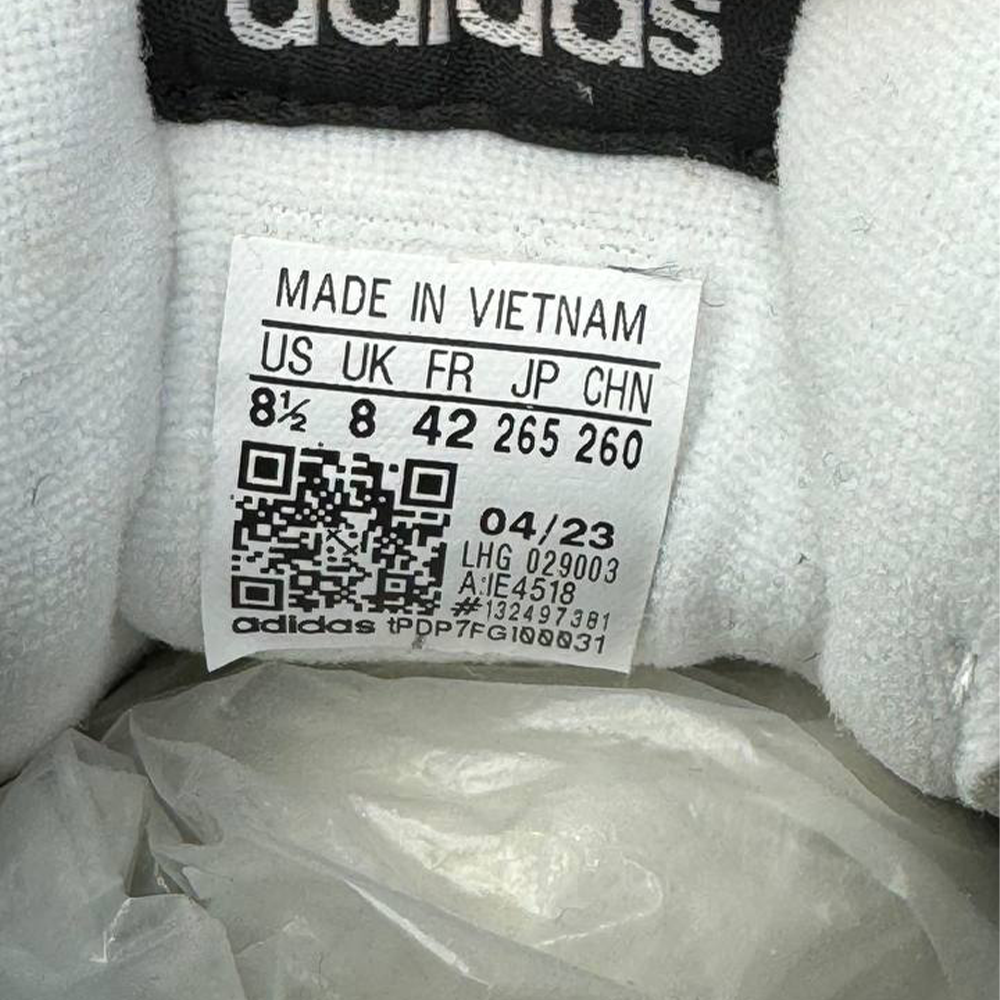 adidas
MADE IN VIETNAM
US UK FR JP CHN
8½ 8 42 265 260
04/23
LHG 029003
A:IE4518
#132497381
adidas tPDP7FG100031